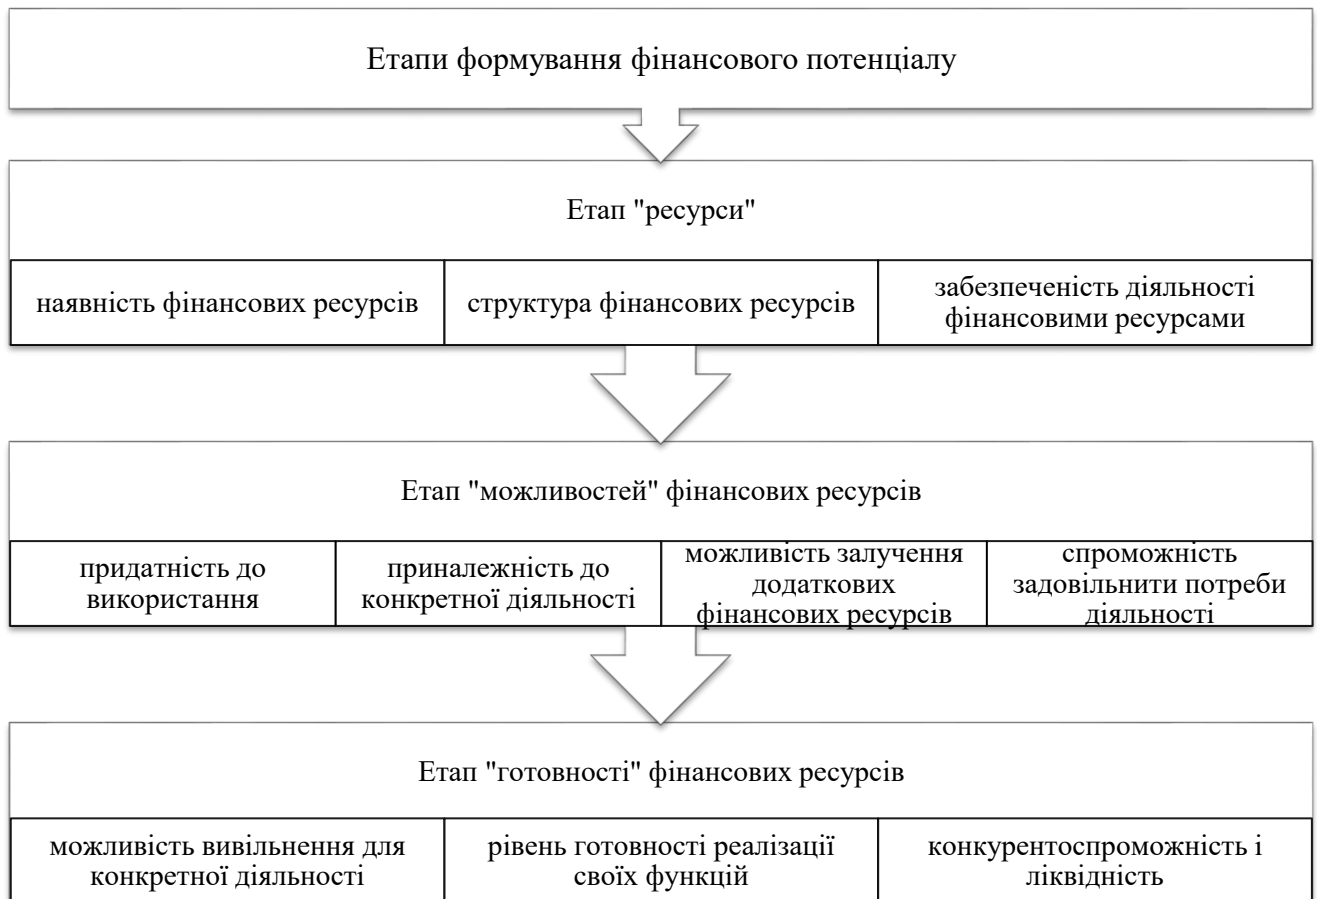 Етапи формування фінансового потенціалу
Етап "ресурси"
наявність фінансових ресурсів
структура фінансових ресурсів
забезпеченість діяльності
фінансовими ресурсами
Етап "можливостей" фінансових ресурсів
придатність до
використання
приналежність до
конкретної діяльності
можливість залучення
додаткових
фінансових ресурсів
спроможність
задовільнити потреби
діяльності
Етап "готовності" фінансових ресурсів
можливість вивільнення для
конкретної діяльності
рівень готовності реалізації
своїх функцій
конкурентоспроможність і
ліквідність